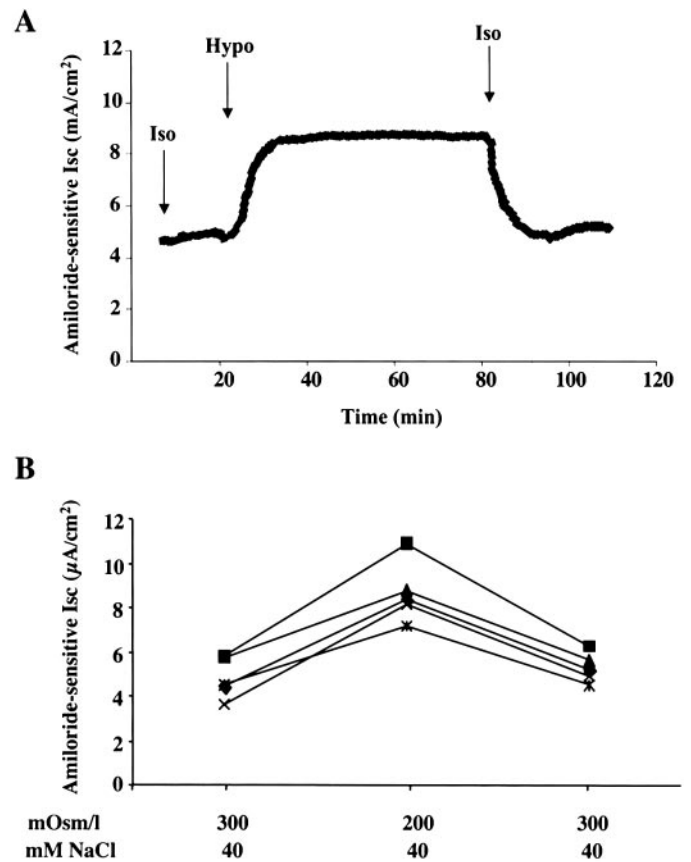 A
Amiloride-sensitive Isc (mA/cm²)
12
10
8
6
4
2
0
Iso
Hypo
Iso
20
40
60
80
100
120
Time (min)
B
Amiloride-sensitive Isc (µA/cm²)
12
10
8
6
4
2
0
mOsm/l 300 200 300
mM NaCl 40 40 40